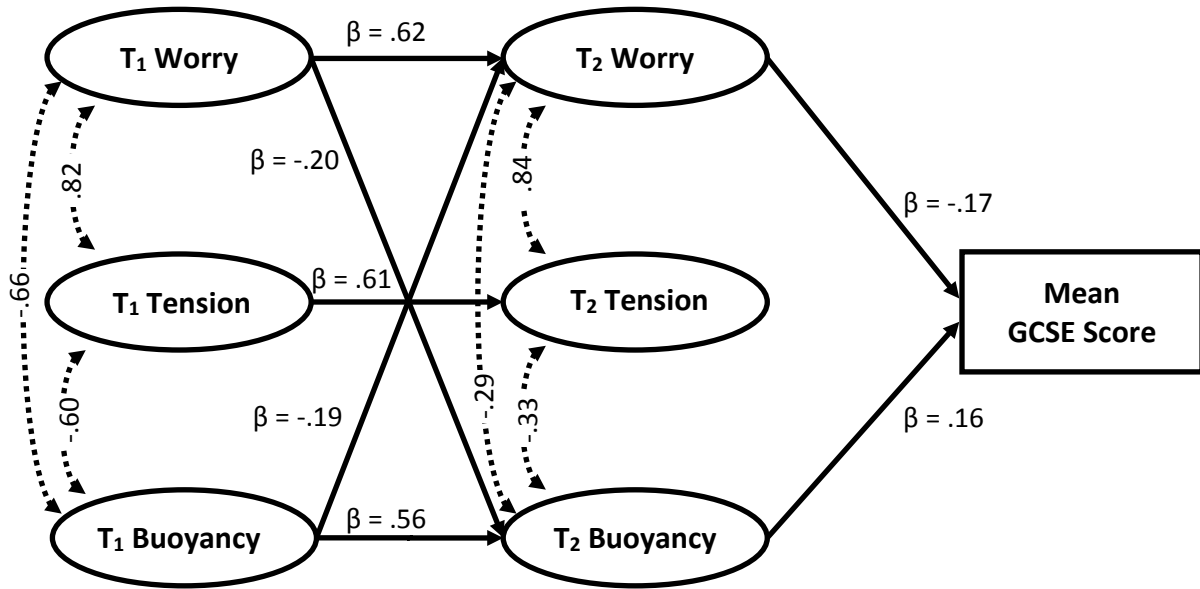 T₁ Worry
β = .62
T₂ Worry
β = -.20
.82
.84
β = -.17
-.66
T₁ Tension
β = .61
T₂ Tension
Mean
GCSE Score
-.60
β = -.19
-.29
-.33
β = .16
T₁ Buoyancy
β = .56
T₂ Buoyancy